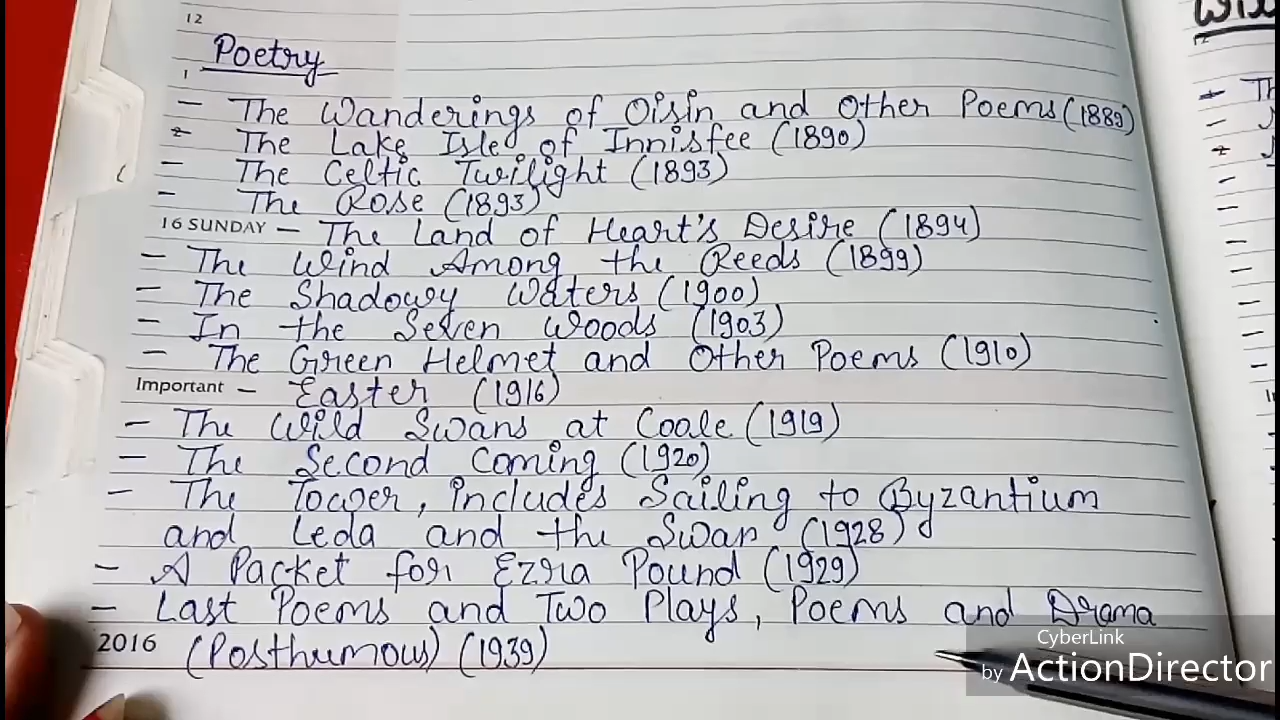 12
Poetry
1
- The Wanderings of Oisin and Other Poems (1889)
- The Lake Isle of Innisfee (1890)
- The Celtic Twilight (1893)
- The Rose (1893)
16 SUNDAY - The Land of Heart's Desire (1894)
- The Wind Among the Reeds (1899)
- The Shadowy Waters (1900)
- In the Seven Woods (1903)
- The Green Helmet and Other Poems (1910)
Important - Easter (1916)
- The Wild Swans at Coole (1919)
- The Second Coming (1920)
- The Tower, includes Sailing to Byzantium
and Leda and the Swan (1928)
- A Packet for Ezra Pound (1929)
- Last Poems and Two Plays, Poems and Drama
2016 (Posthumous) (1939)
CyberLink
by ActionDirector